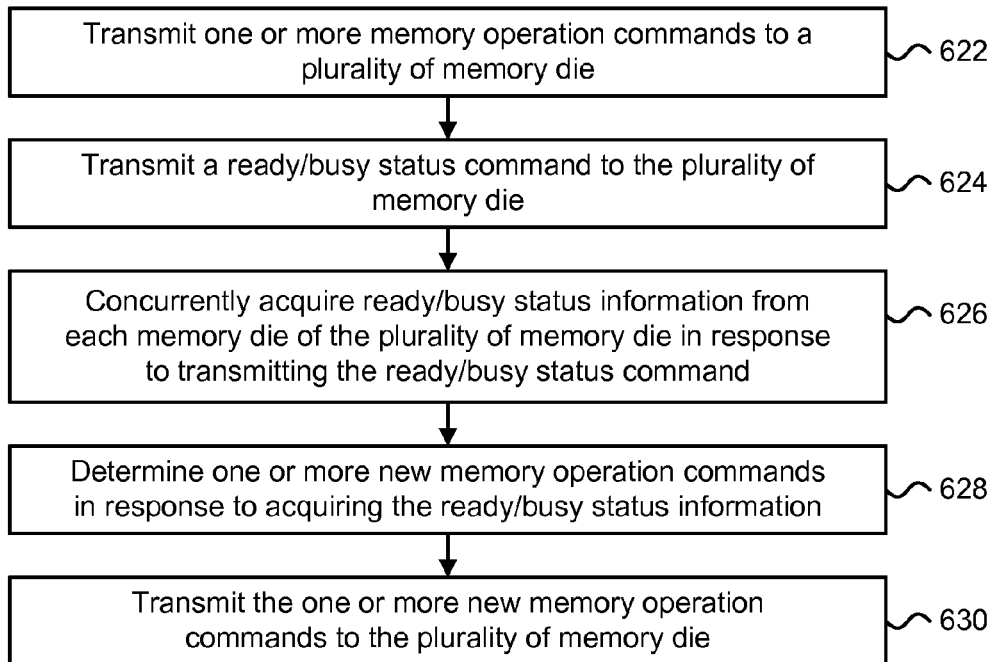 Transmit one or more memory operation commands to a
plurality of memory die
622
Transmit a ready/busy status command to the plurality of
memory die
624
Concurrently acquire ready/busy status information from
each memory die of the plurality of memory die in response
to transmitting the ready/busy status command
626
Determine one or more new memory operation commands
in response to acquiring the ready/busy status information
628
Transmit the one or more new memory operation
commands to the plurality of memory die
630